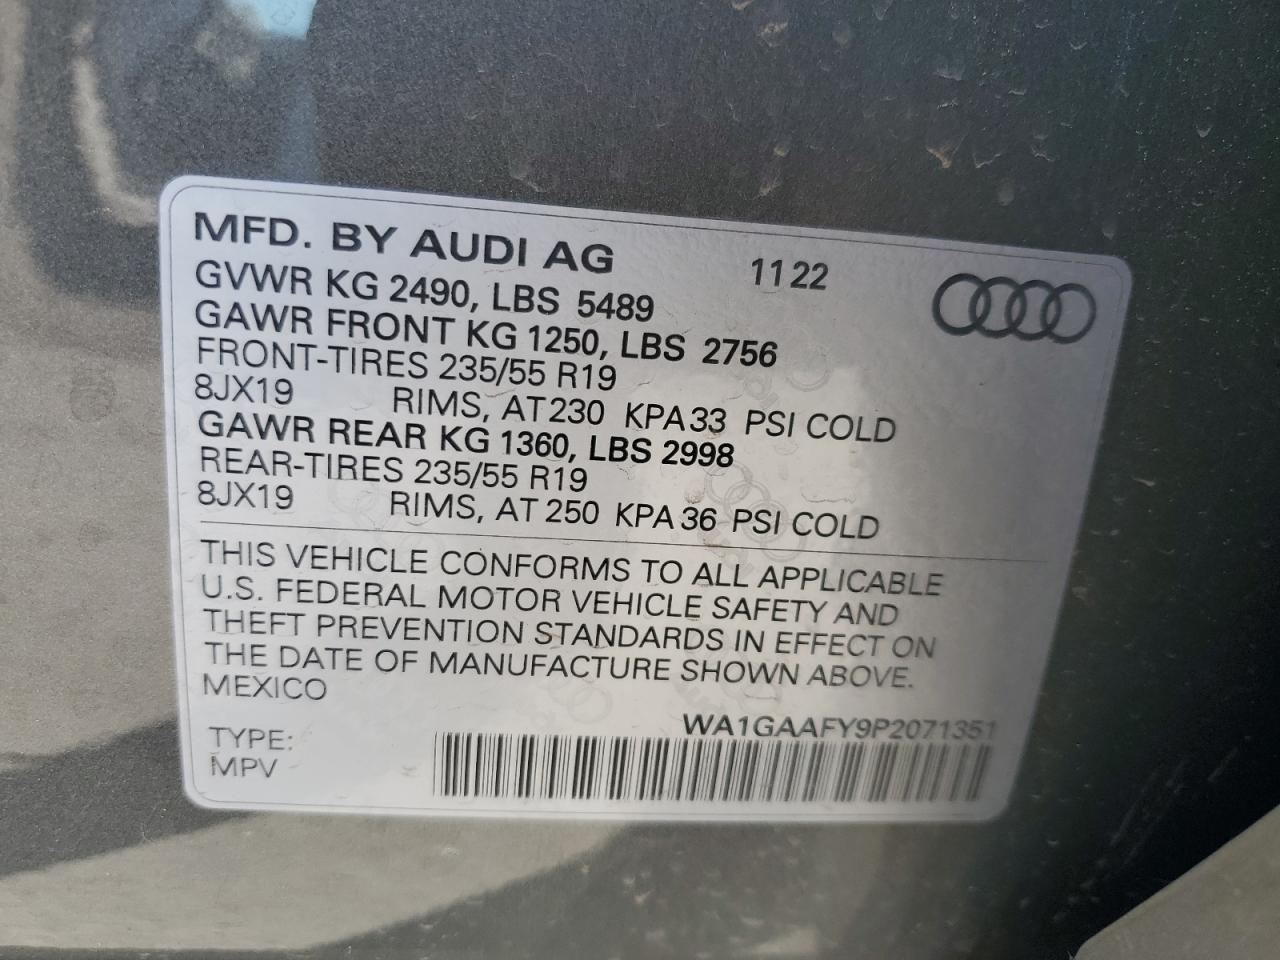 MFD. BY AUDI AG 11 22
GVWR KG 2490, LBS 5489
GAWR FRONT KG 1250, LBS 2756
FRONT-TIRES 235/55 R19
8JX19 RIMS, AT 230 KPA 33 PSI COLD
GAWR REAR KG 1360, LBS 2998
REAR-TIRES 235/55 R19
8JX19 RIMS, AT 250 KPA 36 PSI COLD
THIS VEHICLE CONFORMS TO ALL APPLICABLE
U.S. FEDERAL MOTOR VEHICLE SAFETY AND
THEFT PREVENTION STANDARDS IN EFFECT ON
THE DATE OF MANUFACTURE SHOWN ABOVE.
MEXICO
WA1GAAFY9P2071351
TYPE:
MPV